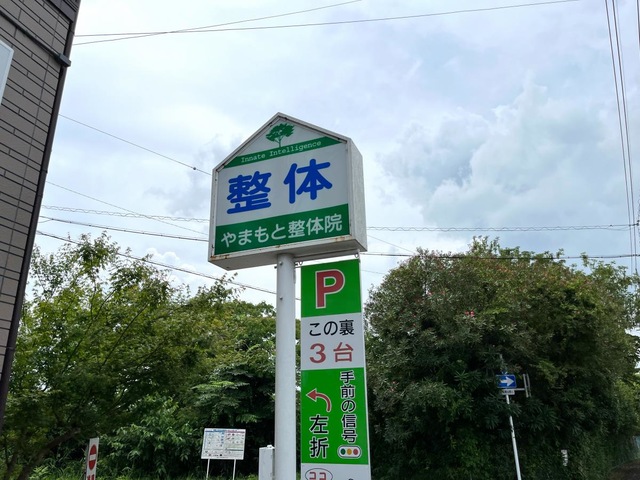 Innate Intelligence
整体
やまもと整体院
P
この裏
3台
手前の信号
左折